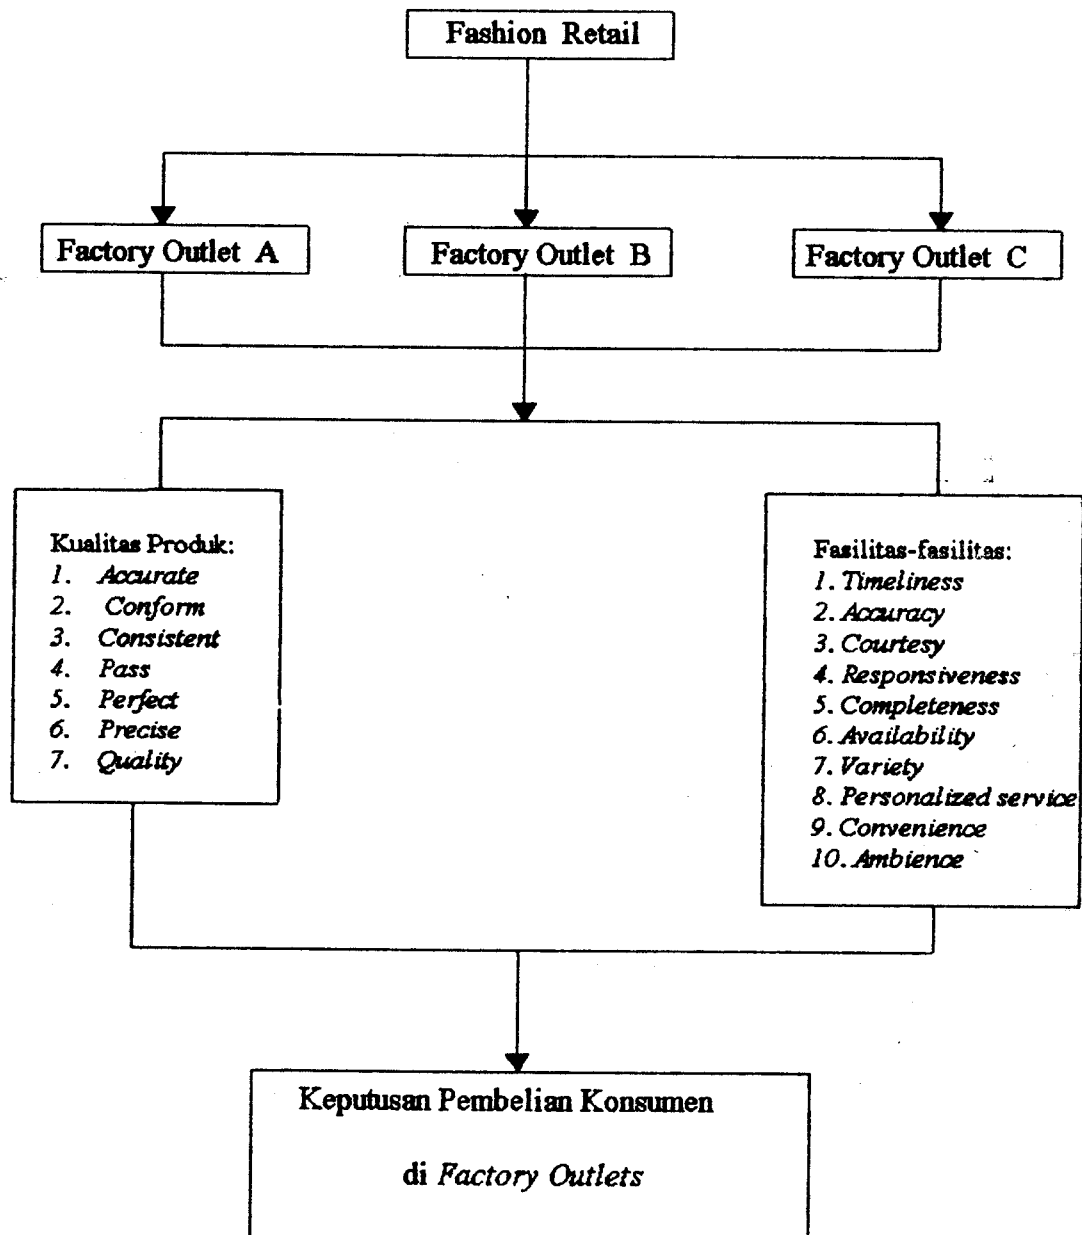 Fashion Retail
Factory Outlet A
Factory Outlet B
Factory Outlet C
Kualitas Produk:
1. Accurate
2. Conform
3. Consistent
4. Pass
5. Perfect
6. Precise
7. Quality
Fasilitas-fasilitas:
1. Timeliness
2. Accuracy
3. Courtesy
4. Responsiveness
5. Completeness
6. Availability
7. Variety
8. Personalized service
9. Convenience
10. Ambience
Keputusan Pembelian Konsumen
di Factory Outlets